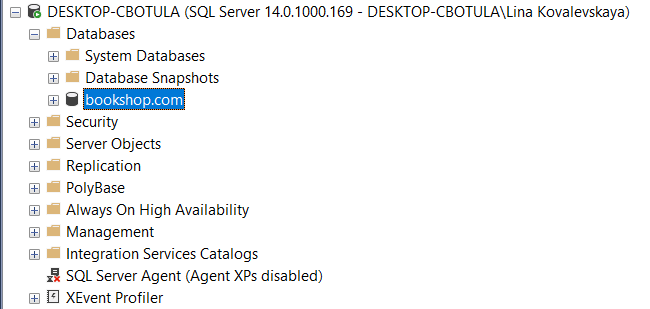 DESKTOP-CBOTULA (SQL Server 14.0.1000.169 - DESKTOP-CBOTULA\Lina Kovalevskaya)
Databases
System Databases
Database Snapshots
bookshop.com
Security
Server Objects
Replication
PolyBase
Always On High Availability
Management
Integration Services Catalogs
SQL Server Agent (Agent XPs disabled)
XEvent Profiler